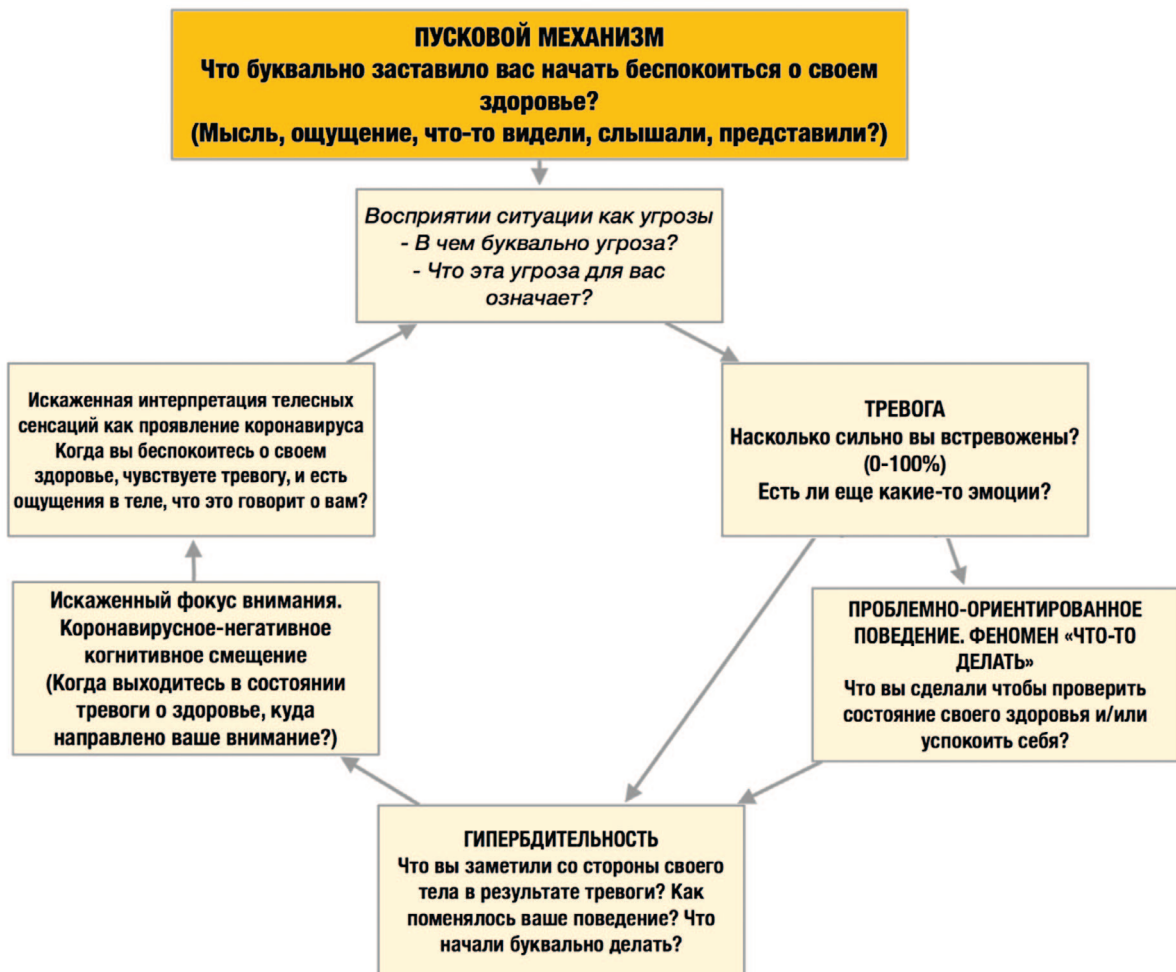 ПУСКОВОЙ МЕХАНИЗМ
Что буквально заставило вас начать беспокоиться о своем
здоровье?
(Мысль, ощущение, что-то видели, слышали, представили?)
Восприятии ситуации как угрозы
- В чем буквально угроза?
- Что эта угроза для вас
означает?
ТРЕВОГА
Насколько сильно вы встревожены?
(0-100%)
Есть ли еще какие-то эмоции?
ПРОБЛЕМНО-ОРИЕНТИРОВАННОЕ
ПОВЕДЕНИЕ. ФЕНОМЕН «ЧТО-ТО
ДЕЛАТЬ»
Что вы сделали чтобы проверить
состояние своего здоровья и/или
успокоить себя?
ГИПЕРБДИТЕЛЬНОСТЬ
Что вы заметили со стороны своего
тела в результате тревоги? Как
поменялось ваше поведение? Что
начали буквально делать?
Искаженный фокус внимания.
Коронавирусное-негативное
когнитивное смещение
(Когда выходитесь в состоянии
тревоги о здоровье, куда
направлено ваше внимание?)
Искаженная интерпретация телесных
сенсаций как проявление коронавируса
Когда вы беспокоитесь о своем
здоровье, чувствуете тревогу, и есть
ощущения в теле, что это говорит о вам?